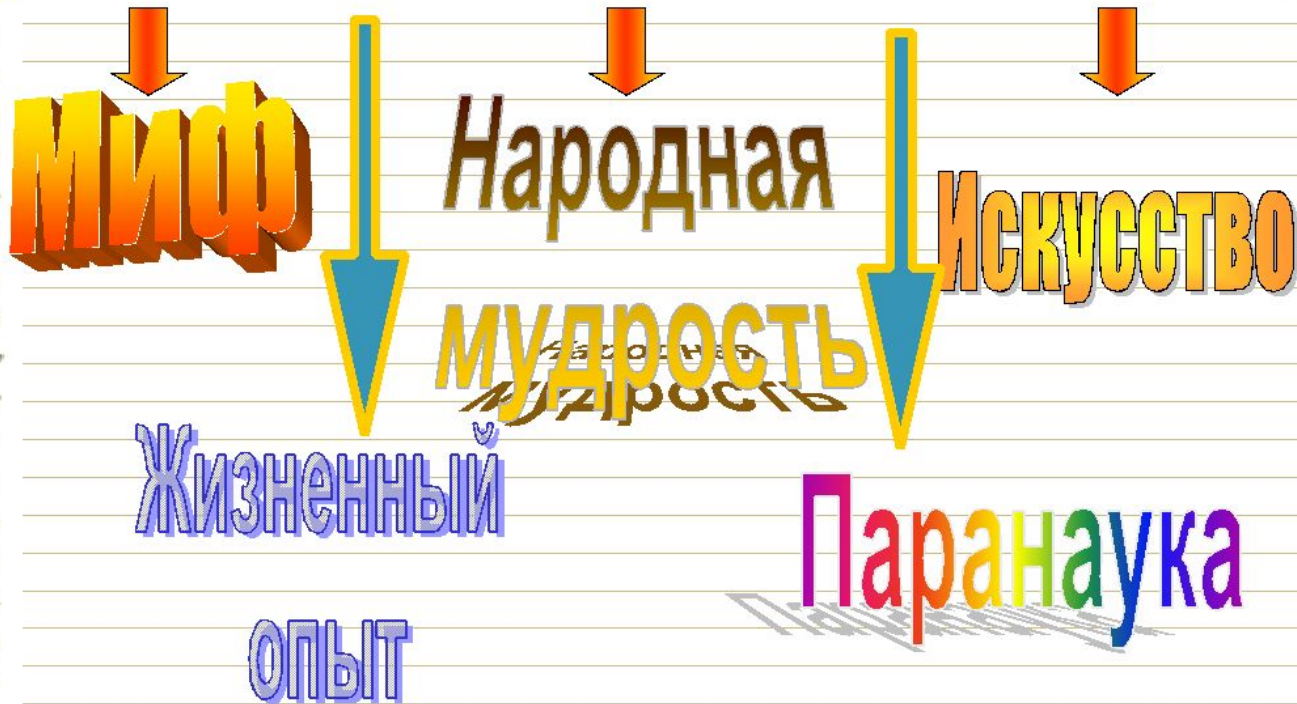 Миф
Народная
мудрость
Искусство
Жизненный
опыт
Паранаука